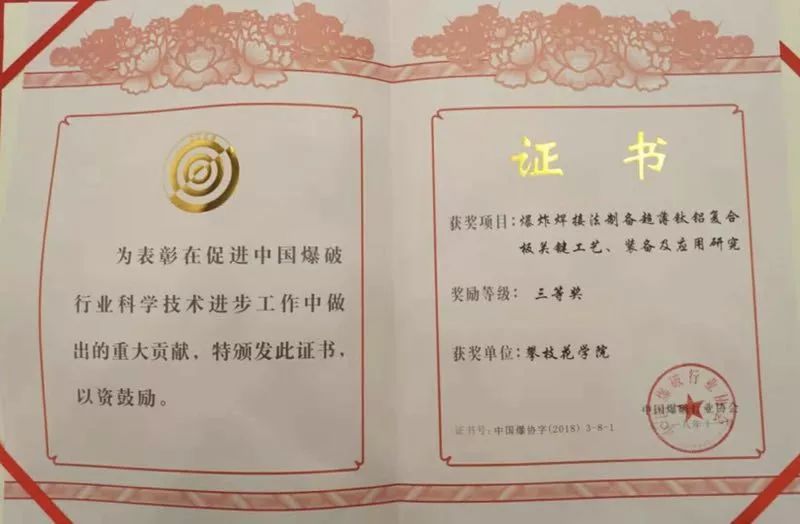 为表彰在促进中国爆破
行业科学技术进步工作中做
出的重大贡献，特颁发此证书，
以资鼓励。
证 书
获奖项目：爆炸焊接法制备超薄钛铝复合
板关键工艺、装备及应用研究
奖励等级：三等奖
获奖单位：攀枝花学院
中国爆破行业协会
证书号：中国爆协字(2018) 3-8-1